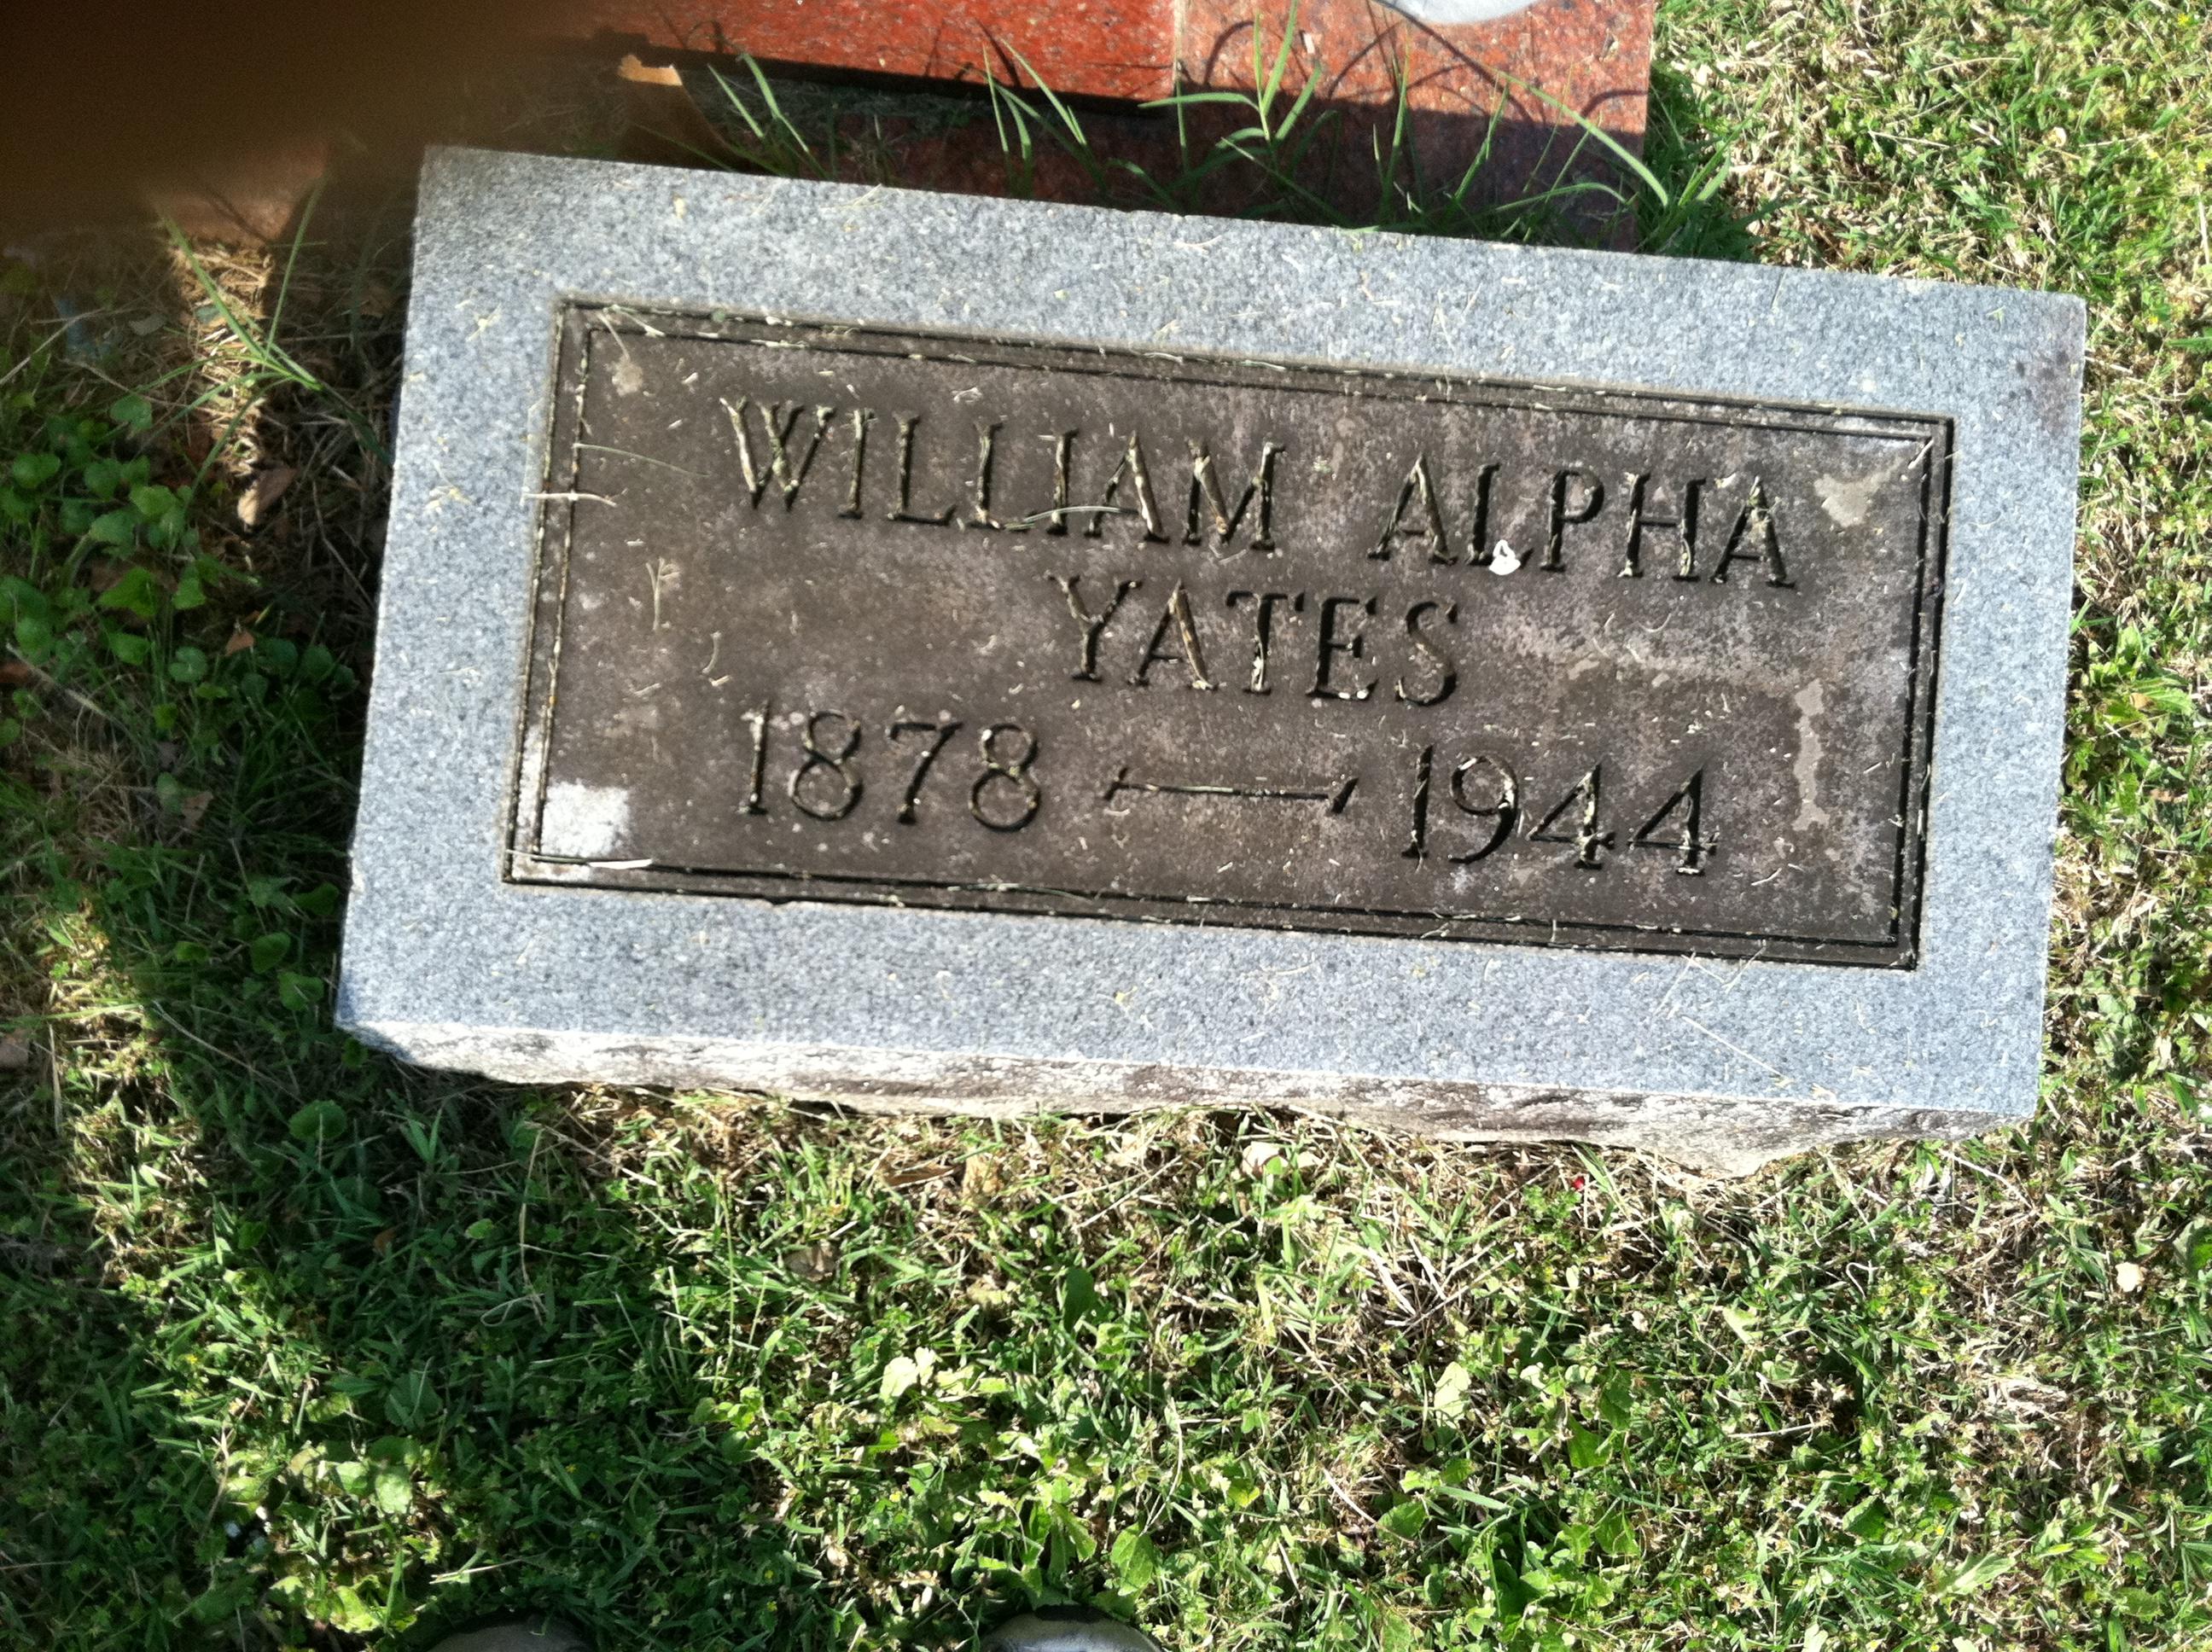 WILLIAM ALPHA
YATES
1878 — 1944